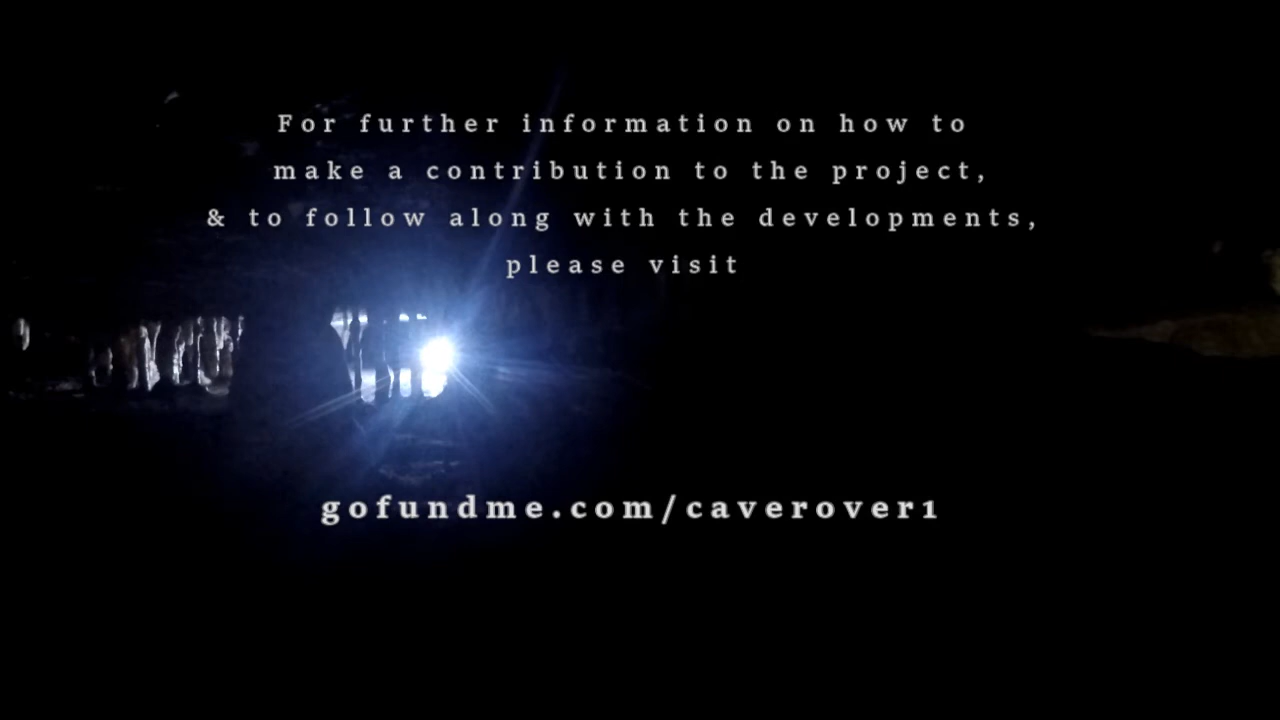 For further information on how to
make a contribution to the project,
& to follow along with the developments,
please visit
gofundme.com/caverover1